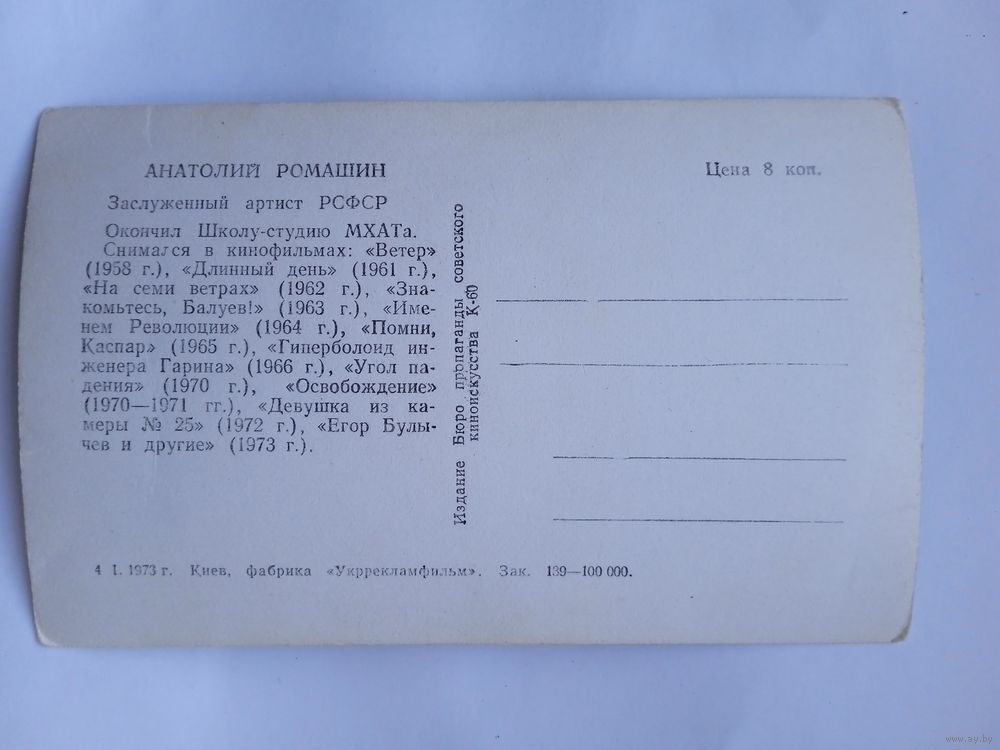 АНАТОЛИЙ РОМАШИН
Заслуженный артист РСФСР
Окончил Школу-студию МХАТа.
Снимался в кинофильмах: «Ветер»
(1958 г.), «Длинный день» (1961 г.),
«На семи ветрах» (1962 г.), «Зна-
комьтесь, Балуев!» (1963 г.), «Име-
нем Революции» (1964 г.), «Помни,
Каспар» (1965 г.), «Гиперболоид ин-
женера Гарина» (1966 г.), «Угол па-
дения» (1970 г.), «Освобождение»
(1970—1971 гг.), «Девушка из ка-
меры № 25» (1972 г.), «Егор Булы-
чев и другие» (1973 г.).
Издание Бюро пропаганды советского
киноискусства К-60
Цена 8 коп.
4 I. 1973 г. Киев, фабрика «Укррекламфильм». Зак. 139—100 000.
www.ay.by